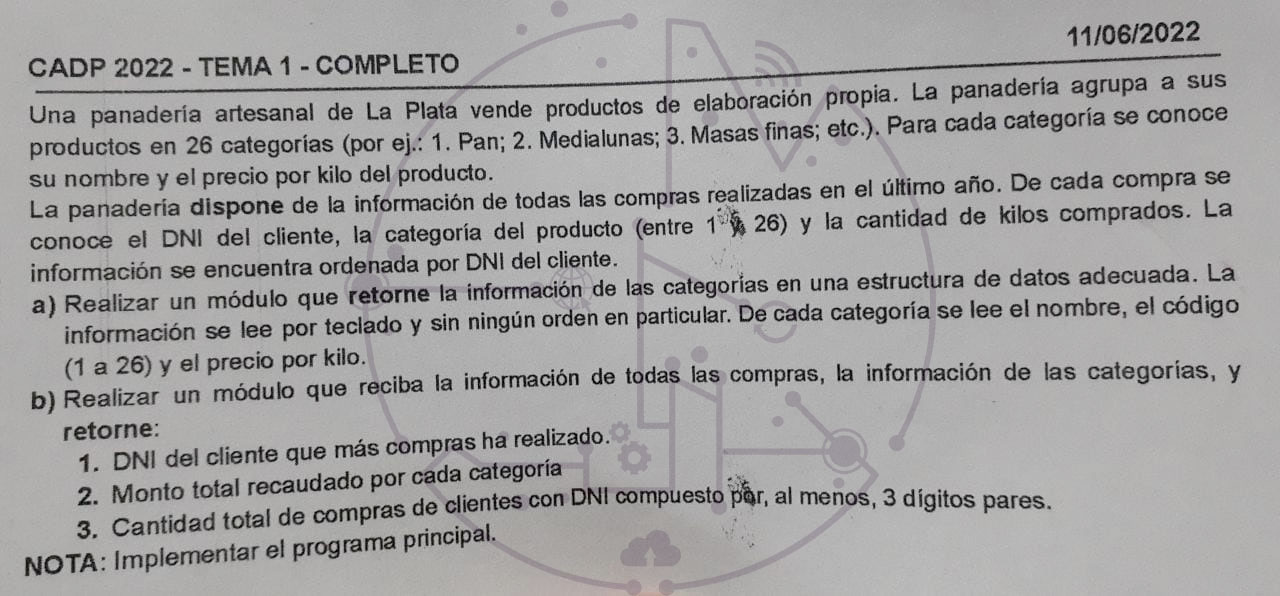 11/06/2022
CADP 2022 - TEMA 1 - COMPLETO
Una panadería artesanal de La Plata vende productos de elaboración propia. La panadería agrupa a sus
productos en 26 categorías (por ej.: 1. Pan; 2. Medialunas; 3. Masas finas; etc.). Para cada categoría se conoce
su nombre y el precio por kilo del producto.
La panadería dispone de la información de todas las compras realizadas en el último año. De cada compra se
conoce el DNI del cliente, la categoría del producto (entre 1 y 26) y la cantidad de kilos comprados. La
información se encuentra ordenada por DNI del cliente.
a) Realizar un módulo que retorne la información de las categorías en una estructura de datos adecuada. La
información se lee por teclado y sin ningún orden en particular. De cada categoría se lee el nombre, el código
(1 a 26) y el precio por kilo.
b) Realizar un módulo que reciba la información de todas las compras, la información de las categorías, y
retorne:
1. DNI del cliente que más compras ha realizado.
2. Monto total recaudado por cada categoría
3. Cantidad total de compras de clientes con DNI compuesto por, al menos, 3 dígitos pares.
NOTA: Implementar el programa principal.